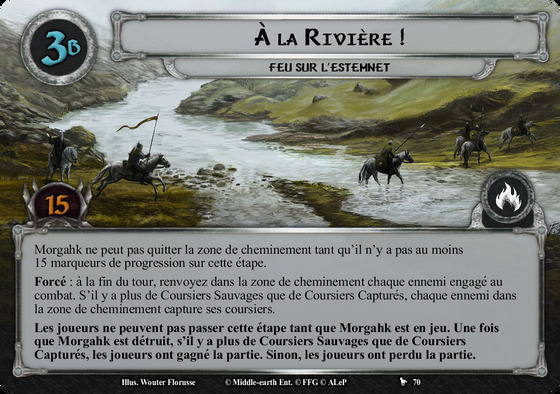 3B
À LA RIVIÈRE !
FEU SUR L'ESTEMNET
15
Morgahk ne peut pas quitter la zone de cheminement tant qu'il n'y a pas au moins
15 marqueurs de progression sur cette étape.
Forcé : à la fin du tour, renvoyez dans la zone de cheminement chaque ennemi engagé au
combat. S'il y a plus de Coursiers Sauvages que de Coursiers Capturés, chaque ennemi dans
la zone de cheminement capture ses coursiers.
Les joueurs ne peuvent pas passer cette étape tant que Morgahk est en jeu. Une fois
que Morgahk est détruit, s'il y a plus de Coursiers Sauvages que de Coursiers
Capturés, les joueurs ont gagné la partie. Sinon, les joueurs ont perdu la partie.
Illus. Wouter Florusse © Middle-earth Ent. © FFG © ALeP 70